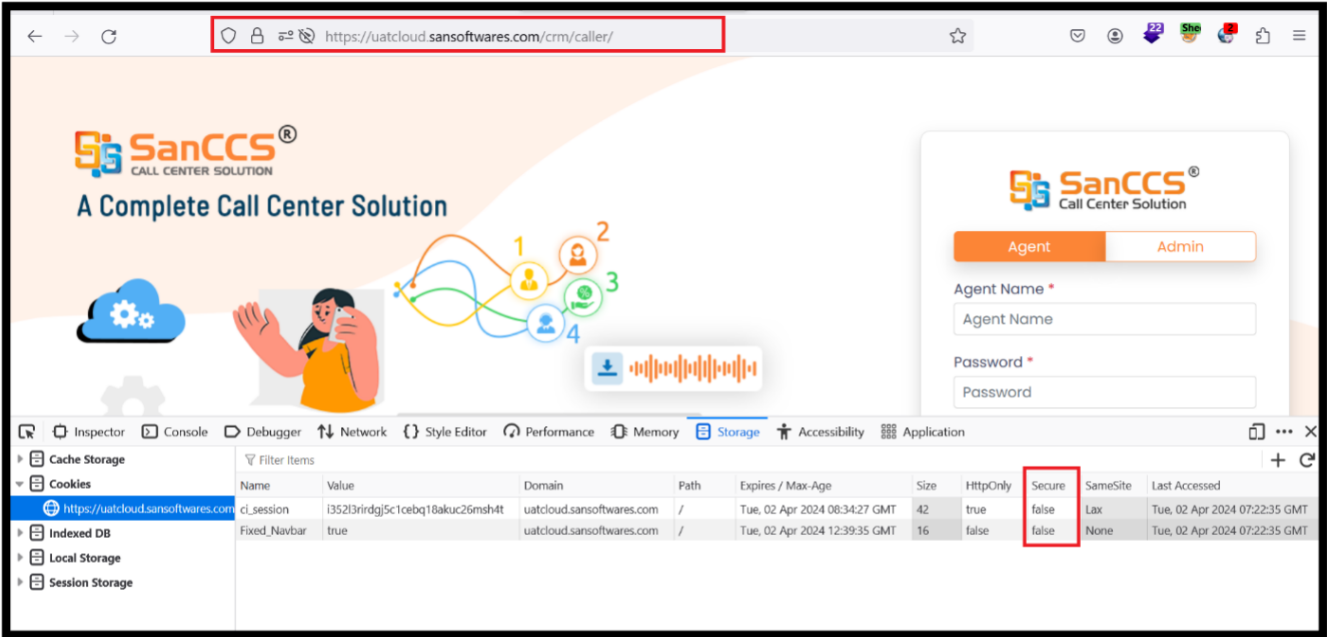 https://uatcloud.sansoftwares.com/crm/caller/
22
She
2
SanCCS®
CALL CENTER SOLUTION
A Complete Call Center Solution
1
2
3
4
SanCCS®
Call Center Solution
Agent Admin
Agent Name *
Agent Name
Password *
Password
Inspector Console Debugger Network {} Style Editor Performance Memory Storage Accessibility Application
Cache Storage
Cookies
https://uatcloud.sansoftwares.com
Indexed DB
Local Storage
Session Storage
Filter Items
Name Value Domain Path Expires / Max-Age Size HttpOnly Secure SameSite Last Accessed
ci_session i352l3rirdgj5c1cebq18akuc26msh4t uatcloud.sansoftwares.com / Tue, 02 Apr 2024 08:34:27 GMT 42 true false Lax Tue, 02 Apr 2024 07:22:35 GMT
Fixed_Navbar true uatcloud.sansoftwares.com / Tue, 02 Apr 2024 12:39:35 GMT 16 false false None Tue, 02 Apr 2024 07:22:35 GMT